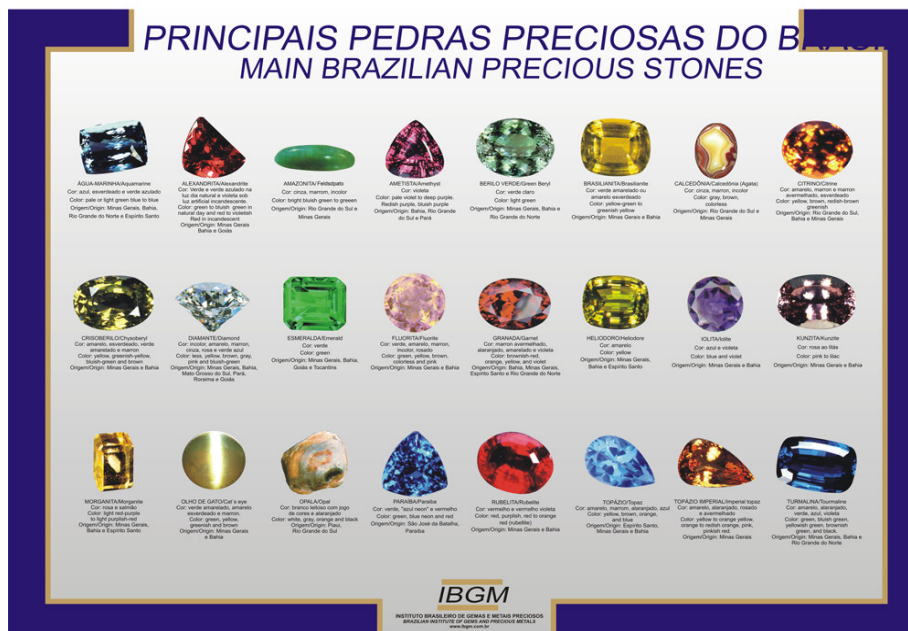 PRINCIPAIS PEDRAS PRECIOSAS DO BRASIL
MAIN BRAZILIAN PRECIOUS STONES
ÁGUA-MARINHA/Aquamarine
Cor: azul, esverdeado e verde azulado
Color: pale or light green blue to blue
Origem/Origin: Minas Gerais, Bahia,
Rio Grande do Norte e Espírito Santo
ALEXANDRITA/Alexandrite
Cor: Verde e verde azulado na
luz dia natural e violeta sob
luz artificial incandescente.
Color: green to bluish green in
natural day and red to violetish
Red in incandescent
Origem/Origin: Minas Gerais
Bahia e Goiás
AMAZONITA/ Feldstpato
Cor: cinza, marrom, incolor
Color: bright bluish green to greeen
Origem/Origin: Rio Grande do Sul e
Minas Gerais
AMETISTA/Amethyst
Cor: violeta
Color: pale violet to deep purple.
Redish purple, bluish purple
Origem/Origin: Bahia, Rio Grande
do Sul e Pará
BERILO VERDE/Green Beryl
Cor: verde claro
Color: light green
Origem/Origin: Minas Gerais, Bahia e
Rio Grande do Norte
BRASILIANITA/Brasilianite
Cor: verde amarelado ou
amarelo esverdeado
Color: yellow-green to
greenish yellow
Origem/Origin: Minas Gerais e Bahia
CALCEDÔNIA/Calcedônia (Agata)
Cor: cinza, marrom, incolor
Color: gray, brown,
colorless
Origem/Origin: Rio Grande do Sul e
Minas Gerais
CITRINO/Citrine
Cor: amarelo, marrom e marrom
avermelhado, esverdeado
Color: yellow, brown, redish-brown
greenish
Origem/Origin: Rio Grande do Sul,
Minas Gerais e Bahia
CRISOBERILO/Chysoberyl
Cor: amarelo, esverdeado, verde
amarelado e marrom.
Color: yellow, greenish-yellow,
bluish-green and brown
Origem/Origin: Minas Gerais e Bahia
DIAMANTE/Diamond
Cor: incolor, amarelo, marrom,
cinza, rosa e verde azul
Color: less, yellow, brown, gray,
pink and bluish-green
Origem/Origin: Minas Gerais, Bahia,
Mato Grosso do Sul, Pará,
Roraima e Goiás
ESMERALDA/Emerald
Cor: verde
Color: green
Origem/Origin: Minas Gerais, Bahia,
Goiás e Tocantins
FLUORITA/Fluorite
Cor: verde, amarelo, marrom,
incolor, rosado
Color: green, yellow, brown,
colorless and pink
Origem/Origin: Minas Gerais e Bahia
GRANADA/Garnet
Cor: marrom avermelhado,
alaranjado, amarelado e violeta
Color: brownish-red,
orange, yellow, and violet
Origem/Origin: Bahia, Minas Gerais,
Espírito Santo e Rio Grande do Norte
HELIODORO/Heliodore
Cor: amarelo
Color: yellow
Origem/Origin: Minas Gerais,
Bahia e Espírito Santo
IOLITA/Iolite
Cor: azul e violeta
Color: blue and violet
Origem/Origin: Minas Gerais e Bahia
KUNZITA/Kunzite
Cor: rosa ao lilás
Color: pink to lilac
Origem/Origin: Minas Gerais e Bahia
MORGANITA/Morganite
Cor: rosa e salmão
Color: light red-purple
to light purplish-red
Origem/Origin: Minas Gerais,
Bahia e Espírito Santo
OLHO DE GATO/Cat's eye
Cor: verde amarelado, amarelo
esverdeado e marrom.
Color: green, yellow,
greenish and brown
Origem/Origin: Minas Gerais
e Bahia
OPALA/Opal
Cor: branco leitoso com jogo
de cores e alaranjado
Color: white, gray, orange and black
Origem/Origin: Piauí,
Rio Grande do Sul
PARAÍBA/Paraiba
Cor: verde, "azul neon" e vermelho
Color: green, blue neon and red
Origem/Origin: São José da Batalha,
Paraíba
RUBELITA/Rubelite
Cor: vermelho e vermelho violeta
Color: red, purplish, red to orange
red (rubellite)
Origem/Origin: Minas Gerais e Bahia
TOPÁZIO/Topaz
Cor: amarelo, marrom, alaranjado, azul
Color: yellow, brown, orange,
and blue
Origem/Origin: Espírito Santo,
Minas Gerais e Bahia
TOPÁZIO IMPERIAL/Imperial topaz
Cor: amarelo, alaranjado, rosado
e avermelhado
Color: yellow to orange yellow,
orange to redish orange, pink,
pinkish red.
Origem/Origin: Minas Gerais
TURMALINA/Tourmaline
Cor: amarelo, alaranjado,
verde, azul, violeta
Color: green, bluish green,
yellowish green, brownish
green, and black.
Origem/Origin: Minas Gerais, Bahia e
Rio Grande do Norte
IBGM
INSTITUTO BRASILEIRO DE GEMAS E METAIS PRECIOSOS
BRAZILIAN INSTITUTE OF GEMS AND PRECIOUS METALS
www.ibgm.com.br